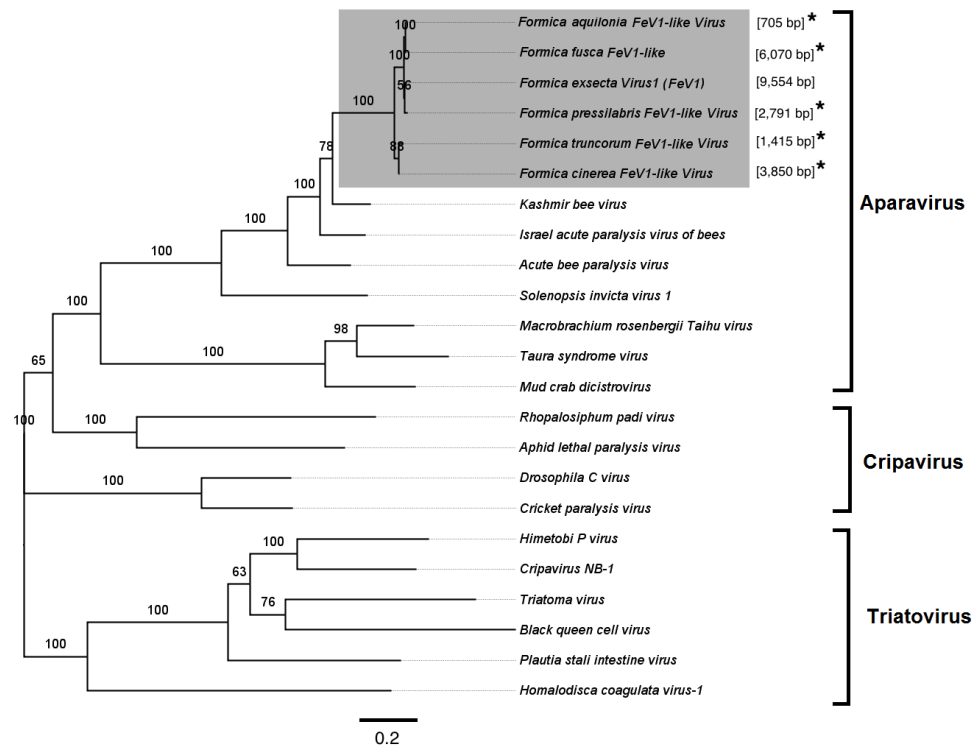 100 Formica aquilonia FeV1-like Virus [705 bp]*
100 Formica fusca FeV1-like [6,070 bp]*
56 Formica exsecta Virus1 (FeV1) [9,554 bp]
100 Formica pressilabris FeV1-like Virus [2,791 bp]*
78 88 Formica truncorum FeV1-like Virus [1,415 bp]*
Formica cinerea FeV1-like Virus [3,850 bp]*
100
Kashmir bee virus Aparavirus
100
Israel acute paralysis virus of bees
100
Acute bee paralysis virus
Solenopsis invicta virus 1
100
98 Macrobrachium rosenbergii Taihu virus
100 Taura syndrome virus
65
Mud crab dicistrovirus
100 100 Rhopalosiphum padi virus
Aphid lethal paralysis virus
Cripavirus
100 Drosophila C virus
Cricket paralysis virus
100 Himetobi P virus
63 Cripavirus NB-1
76 Triatoma virus
100 Triatovirus
Black queen cell virus
100
Plautia stali intestine virus
Homalodisca coagulata virus-1
0.2